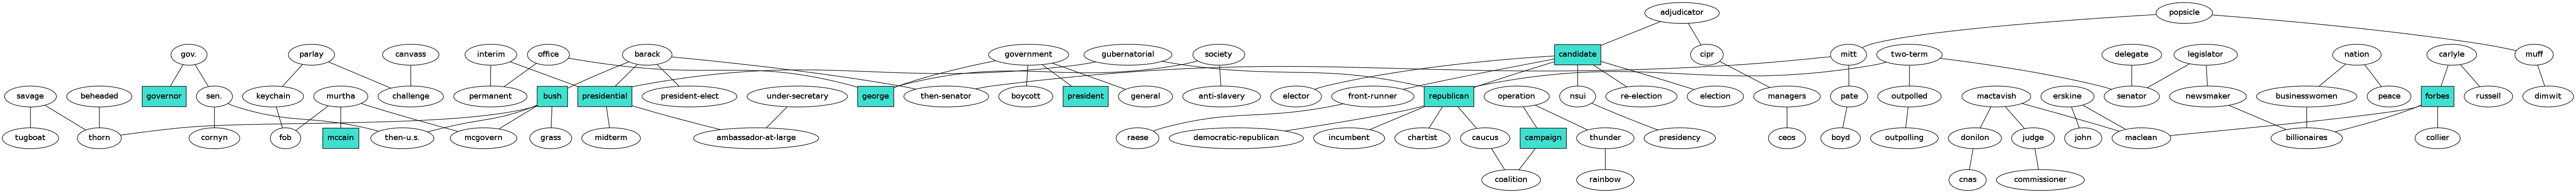 adjudicator popsicle
gov. parlay canvass interim office barack government gubernatorial society candidate cipr mitt two-term delegate legislator nation carlyle muff
savage beheaded governor sen. keychain murtha challenge permanent bush presidential president-elect under-secretary george then-senator boycott president general anti-slavery elector front-runner republican operation nsui re-election election managers pate outpolled mactavish erskine senator newsmaker businesswomen peace forbes russell dimwit
tugboat thorn cornyn fob mccain then-u.s. mcgovern grass midterm ambassador-at-large raese democratic-republican incumbent chartist caucus campaign thunder presidency ceos boyd outpolling donilon judge john maclean billionaires collier
coalition rainbow cnas commissioner